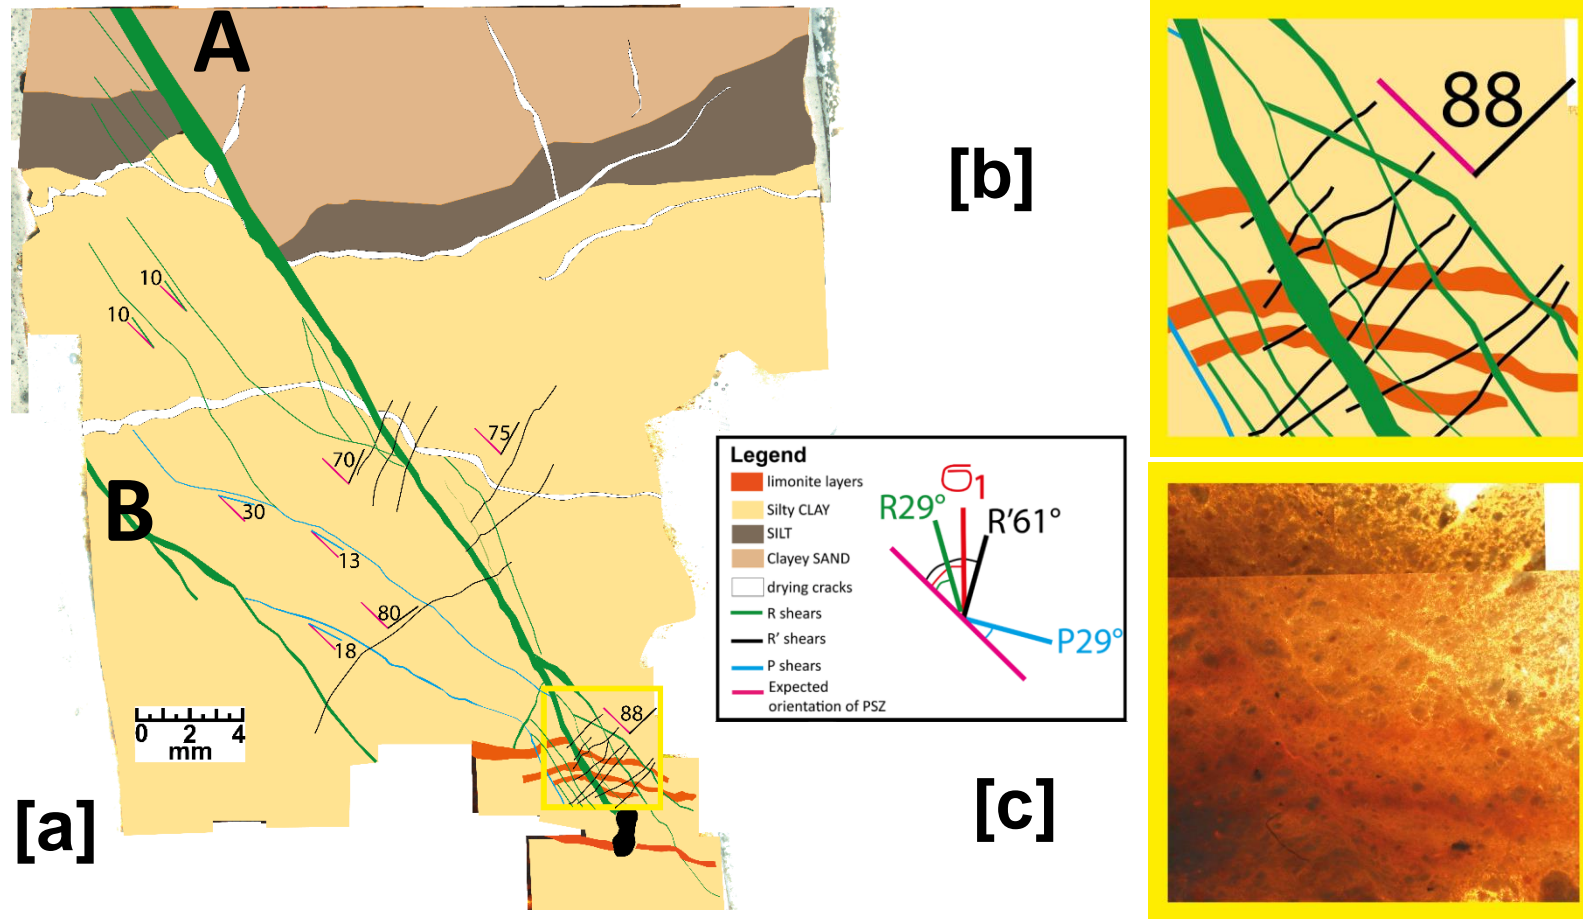 A
[b]
88
10
10
75
70
B
30
13
80
18
88
0 2 4
mm
[a]
Legend
limonite layers
Silty CLAY
SILT
Clayey SAND
drying cracks
R shears
R' shears
P shears
Expected
orientation of PSZ
σ1
R29°
R'61°
P29°
[c]